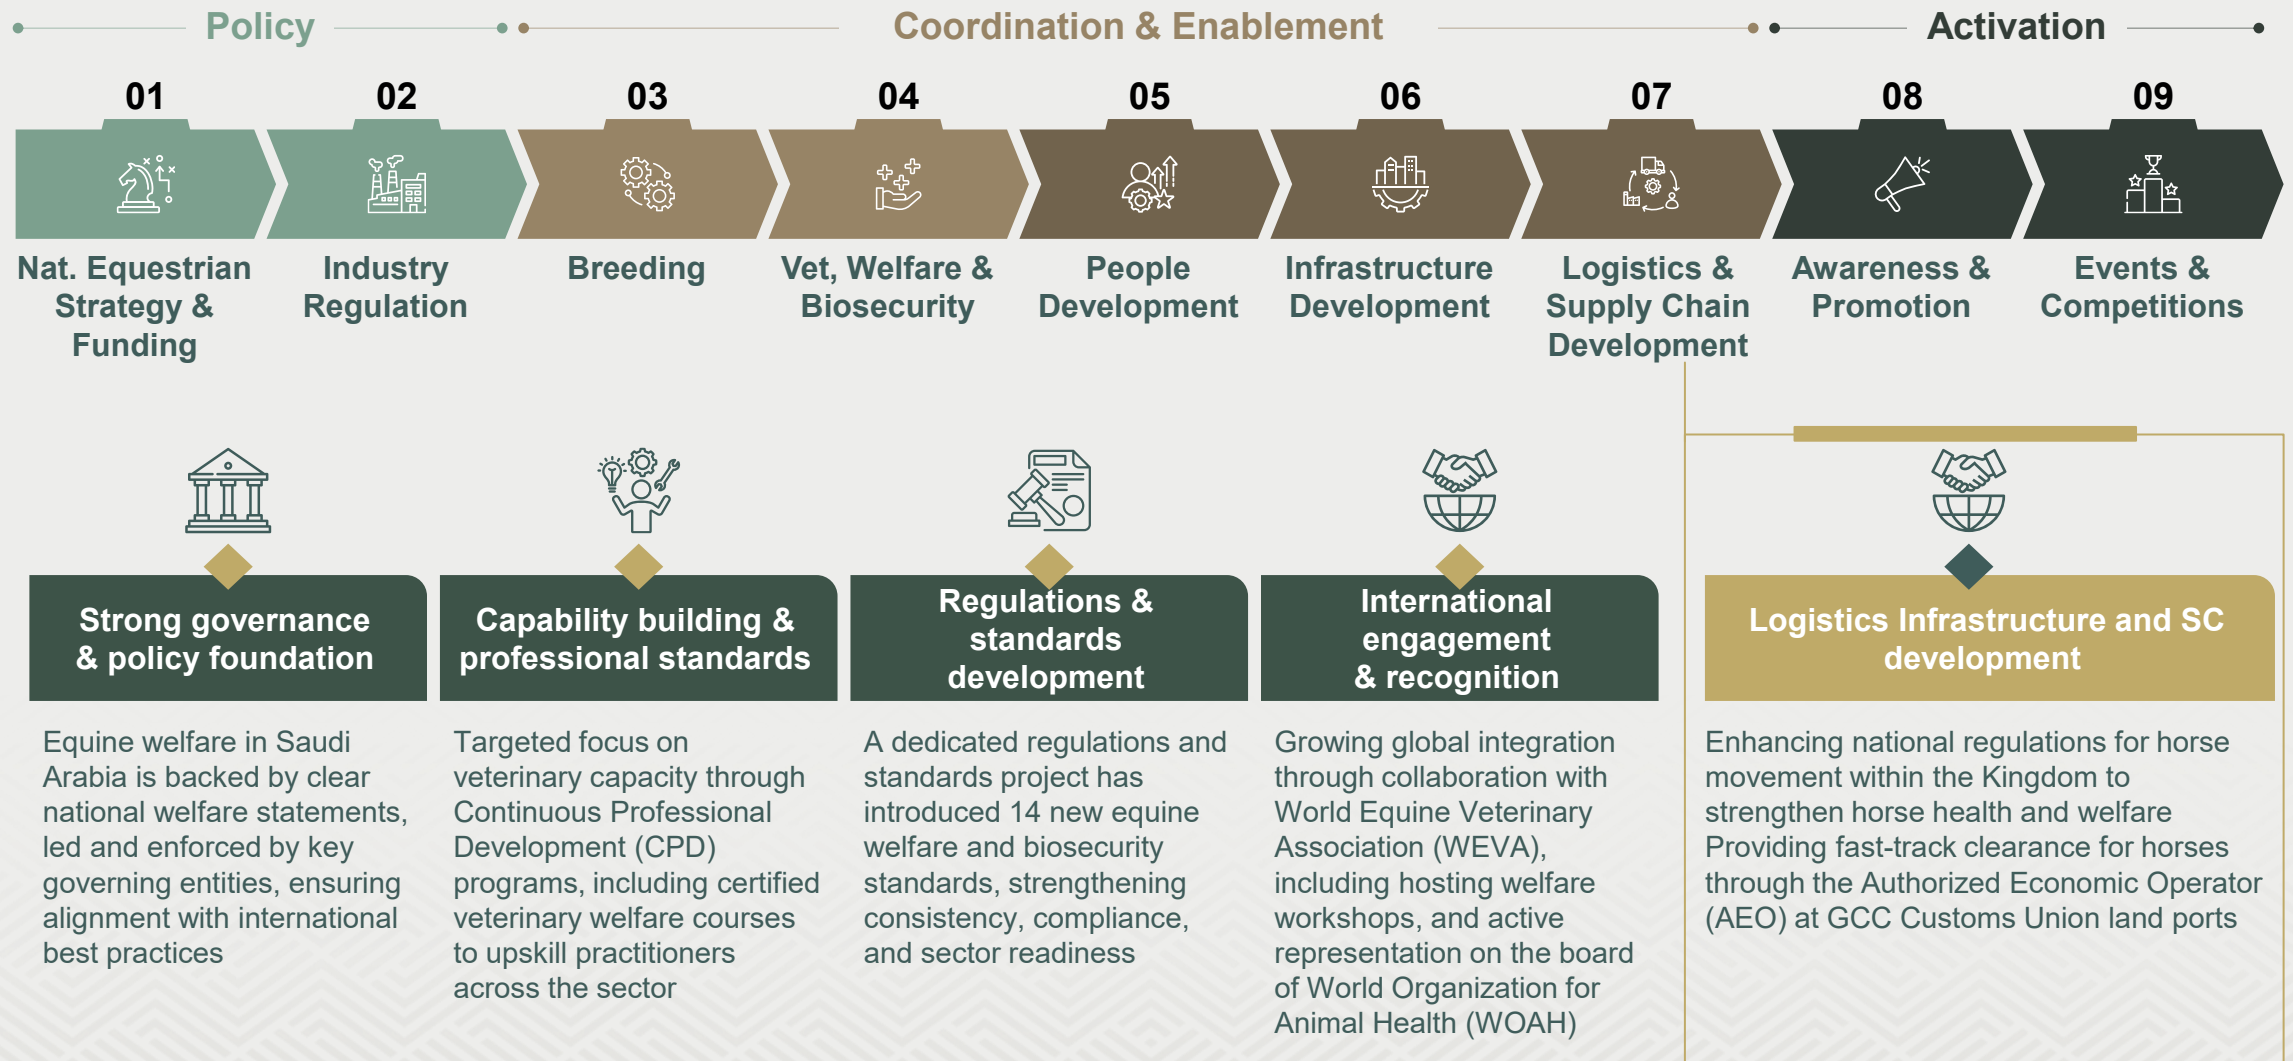 Policy
Coordination & Enablement
Activation
01
02
03
04
05
06
07
08
09
Nat. Equestrian
Strategy &
Funding
Industry
Regulation
Breeding
Vet, Welfare &
Biosecurity
People
Development
Infrastructure
Development
Logistics &
Supply Chain
Development
Awareness &
Promotion
Events &
Competitions
Strong governance
& policy foundation
Equine welfare in Saudi
Arabia is backed by clear
national welfare statements,
led and enforced by key
governing entities, ensuring
alignment with international
best practices
Capability building &
professional standards
Targeted focus on
veterinary capacity through
Continuous Professional
Development (CPD)
programs, including certified
veterinary welfare courses
to upskill practitioners
across the sector
Regulations &
standards
development
A dedicated regulations and
standards project has
introduced 14 new equine
welfare and biosecurity
standards, strengthening
consistency, compliance,
and sector readiness
International
engagement
& recognition
Growing global integration
through collaboration with
World Equine Veterinary
Association (WEVA),
including hosting welfare
workshops, and active
representation on the board
of World Organization for
Animal Health (WOAH)
Logistics Infrastructure and SC
development
Enhancing national regulations for horse
movement within the Kingdom to
strengthen horse health and welfare
Providing fast-track clearance for horses
through the Authorized Economic Operator
(AEO) at GCC Customs Union land ports